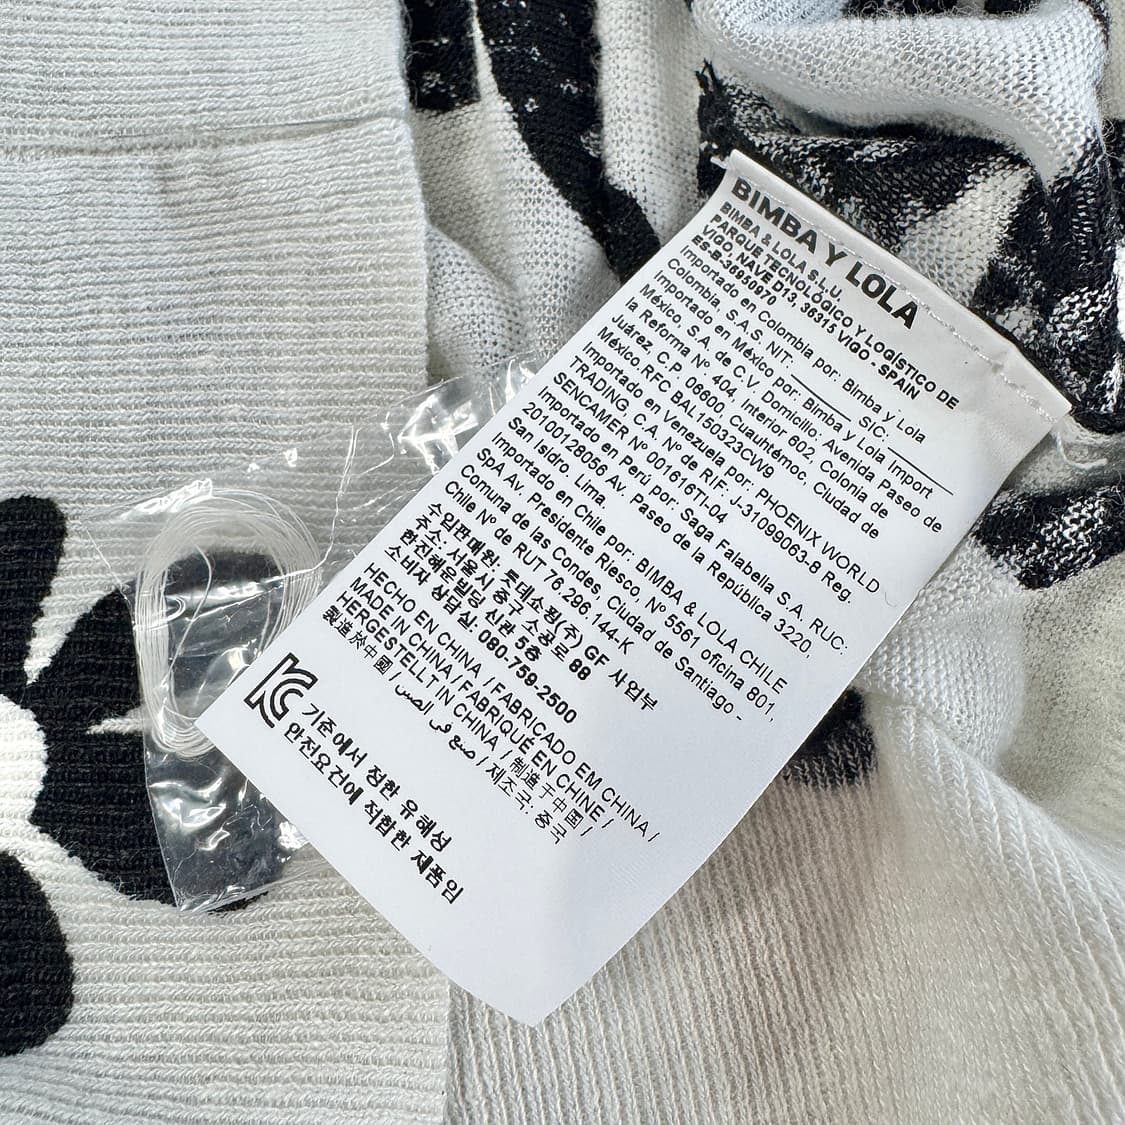 BIMBA Y LOLA
BIMBA & LOLA S.L.U.
PARQUE TECNOLÓGICO Y LOGÍSTICO DE
VIGO, NAVE D13, 36315 VIGO - SPAIN
ES-B-36950970
Importado en Colombia por: Bimba y Lola
Colombia, S.A.S. NIT: ______ SIC: ______
Importado en México por: Bimba y Lola Import
México, S. A. de C.V. Domicilio: Avenida Paseo de
la Reforma N° 404, interior 602, Colonia de
Juárez, C.P. 06600, Cuauhtémoc, Ciudad de
México.RFC BAL150323CW9
Importado en Venezuela por: PHOENIX WORLD
TRADING, C.A. Nº de RIF: J-31099063-8 Reg.
SENCAMER Nº 001616TI-04
Importado en Perú por: Saga Falabella S.A. RUC:
20100128056 Av. Paseo de la República 3220,
San Isidro, Lima.
Importado en Chile por: BIMBA & LOLA CHILE
SpA Av. Presidente Riesco, Nº 5561 oficina 801,
Comuna de las Condes, Ciudad de Santiago -
Chile Nº de RUT 76.296.144-K
수입판매원: 롯데쇼핑(주) GF 사업부
주소: 서울시 중구 소공로 88
한진해운빌딩 신관 5층
소비자 상담실. 080-759-2500
HECHO EN CHINA / FABRICADO EM CHINA /
MADE IN CHINA / FABRIQUÉ EN CHINE /
HERGESTELLT IN CHINA / 制造于中国 /
製造於中國 / صنع في الصين / 제조국: 중국
KC 기준에서 정한 유해성
안전요건에 적합한 제품임